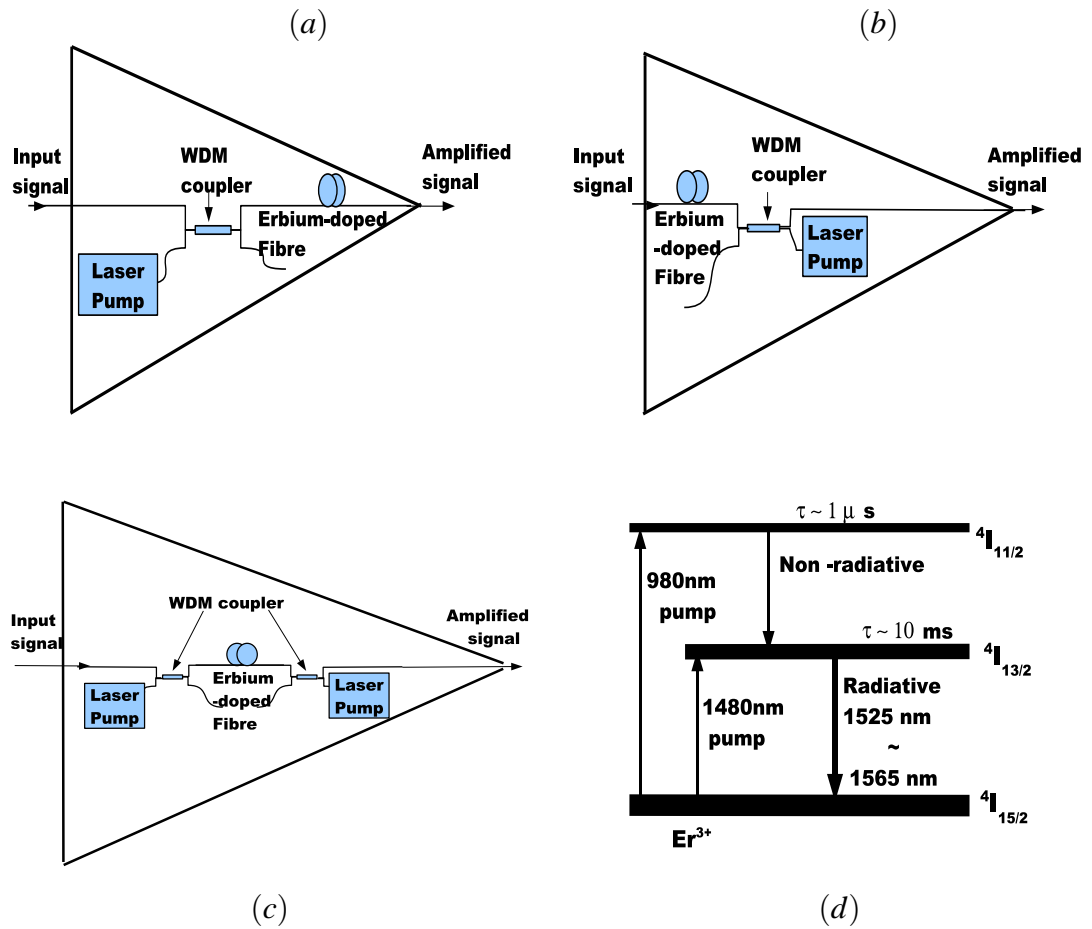 (a)
Input
signal
WDM
coupler
Amplified
signal
Erbium-doped
Fibre
Laser
Pump
(b)
Input
signal
WDM
coupler
Amplified
signal
Erbium
-doped
Fibre
Laser
Pump
Input
signal
WDM coupler
Amplified
signal
Erbium
-doped
Fibre
Laser
Pump
Laser
Pump
(c)
τ ~ 1 μ s
⁴I₁₁/₂
980nm
pump
Non -radiative
τ ~ 10 ms
⁴I₁₃/₂
1480nm
pump
Radiative
1525 nm
~
1565 nm
⁴I₁₅/₂
Er³⁺
(d)